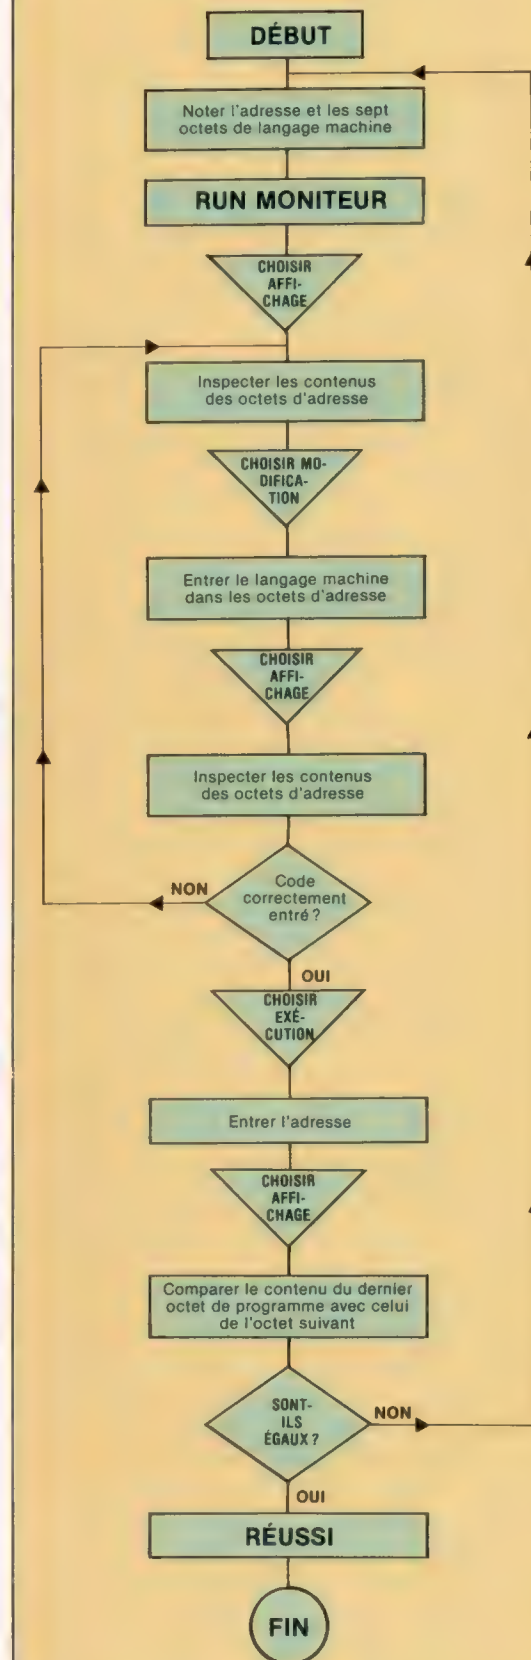 DÉBUT
Noter l'adresse et les sept
octets de langage machine
RUN MONITEUR
CHOISIR
AFFI-
CHAGE
Inspecter les contenus
des octets d'adresse
CHOISIR MO-
DIFICA-
TION
Entrer le langage machine
dans les octets d'adresse
CHOISIR
AFFI-
CHAGE
Inspecter les contenus
des octets d'adresse
NON
Code
correctement
entré ?
OUI
CHOISIR
EXÉ-
CUTION
Entrer l'adresse
CHOISIR
AFFI-
CHAGE
Comparer le contenu du dernier
octet de programme avec celui
de l'octet suivant
SONT-
ILS
ÉGAUX ?
NON
OUI
RÉUSSI
FIN